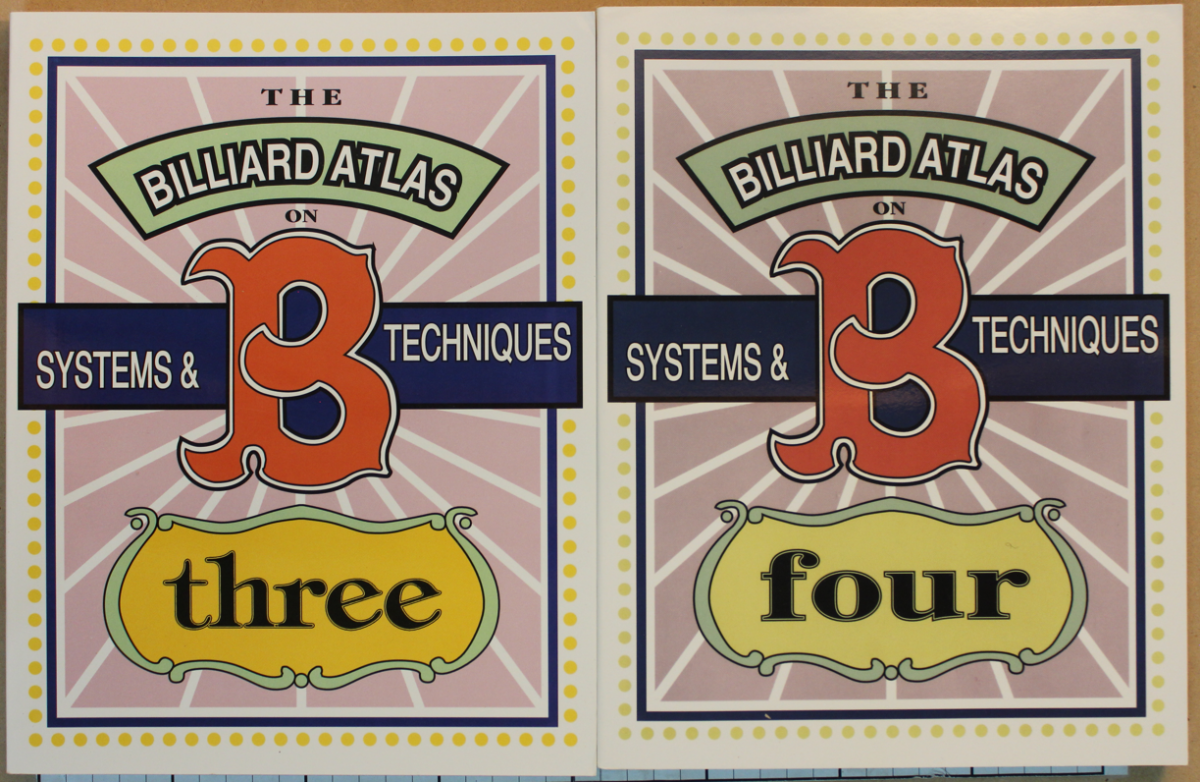 THE
BILLIARD ATLAS
ON
B
SYSTEMS & TECHNIQUES
three
THE
BILLIARD ATLAS
ON
B
SYSTEMS & TECHNIQUES
four